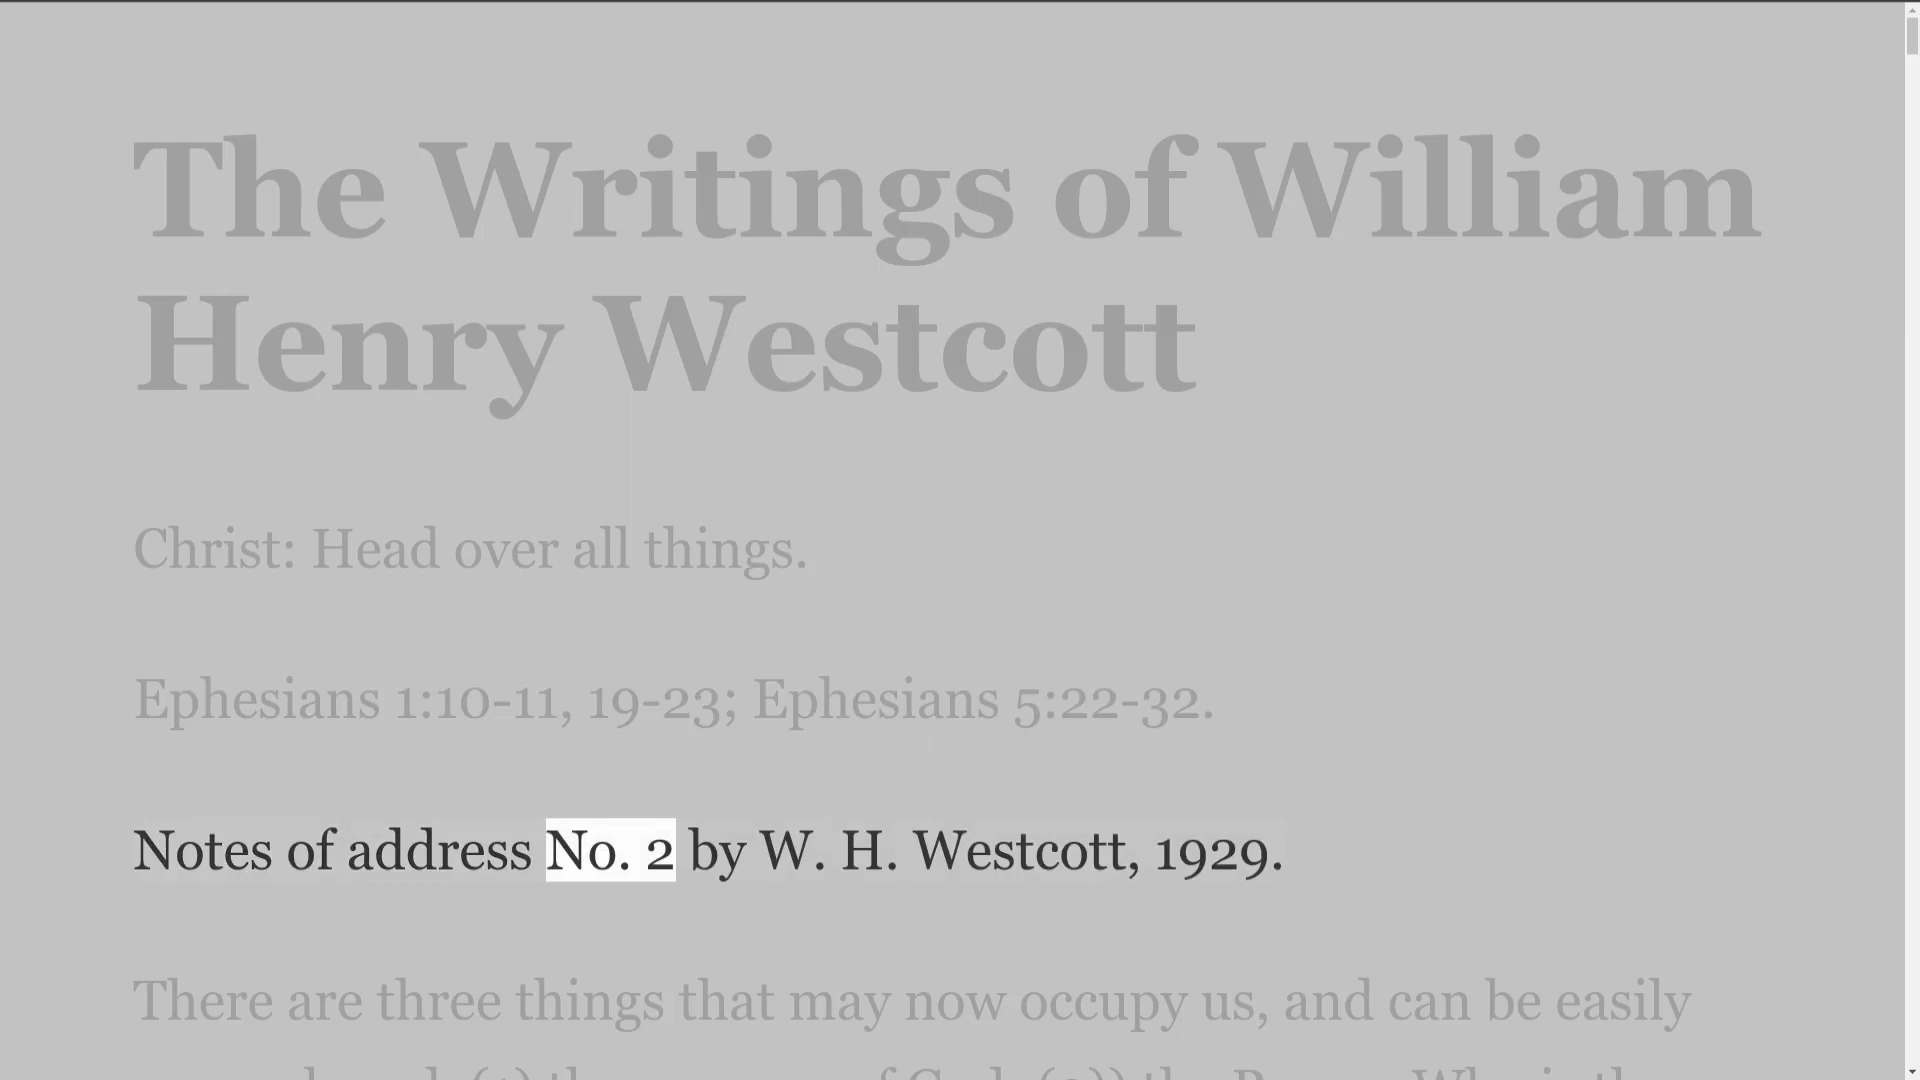 The Writings of William
Henry Westcott
Christ: Head over all things.
Ephesians 1:10-11, 19-23; Ephesians 5:22-32.
Notes of address No. 2 by W. H. Westcott, 1929.
There are three things that may now occupy us, and can be easily